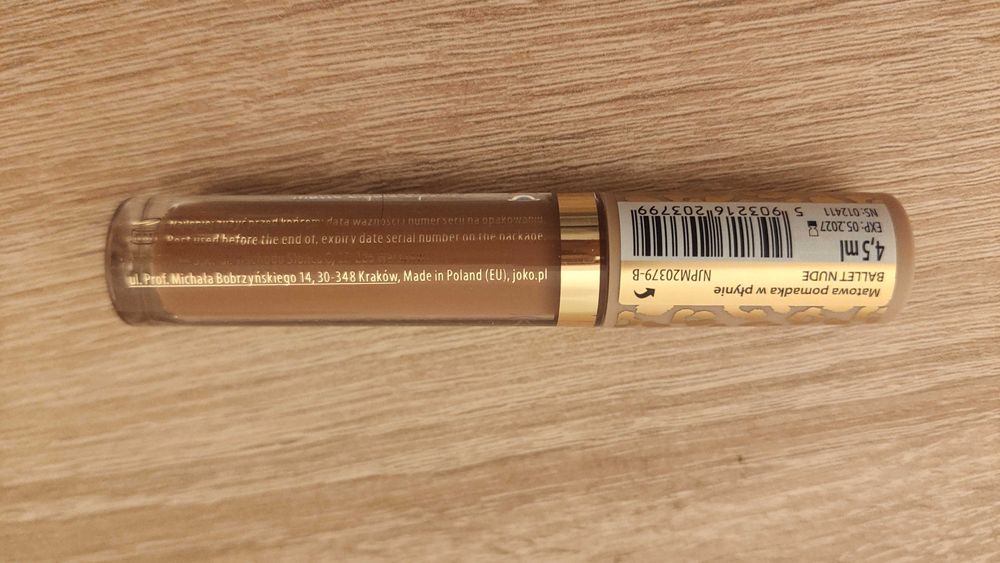 Najlepiej zużyć przed końcem: data ważności i numer serii na opakowaniu
Best used before the end of, expiry date serial number on the package
ul. Prof. Michała Bobrzyńskiego 14, 30-348 Kraków, Made in Poland (EU), joko.pl
Matowa pomadka w płynie
BALLET NUDE NJPMZ0367-B
4,5 ml
EXP: 05.2027
NS: 012411
5 903216 203799